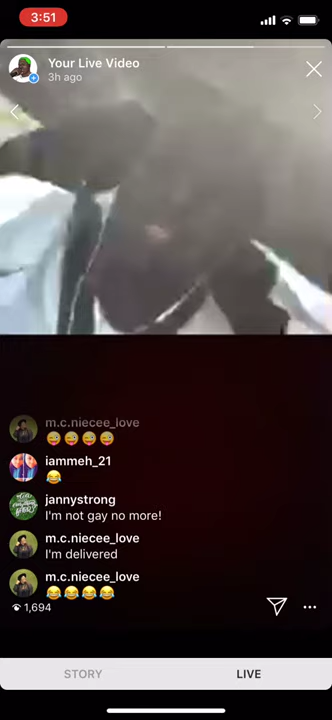 3:51
Your Live Video
3h ago
m.c.niecee_love
😜😜😜😜
iammeh_21
😂
jannystrong
I'm not gay no more!
m.c.niecee_love
I'm delivered
m.c.niecee_love
😂😂😂😂
1,694
STORY
LIVE